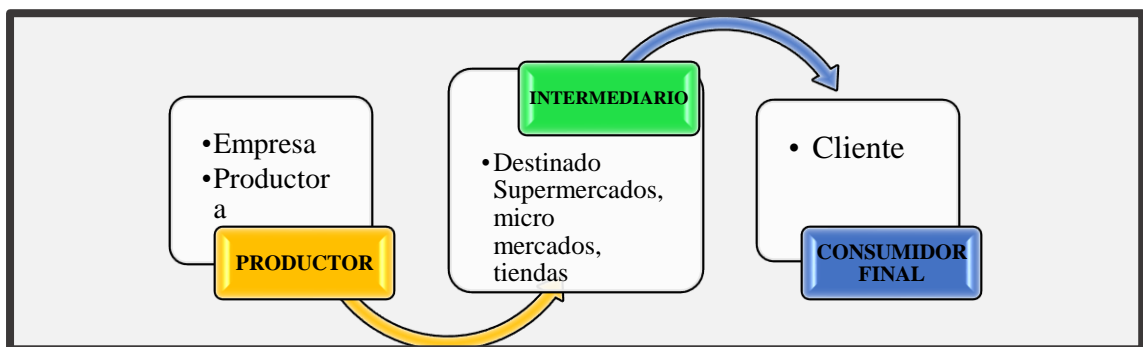 •Empresa
•Productor
a
PRODUCTOR
INTERMEDIARIO
•Destinado
Supermercados,
micro
mercados,
tiendas
• Cliente
CONSUMIDOR
FINAL